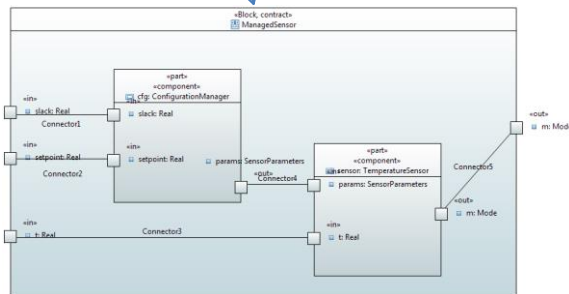 «Block, contract»
ManagedSensor
«part»
«component»
cfg: ConfigurationManager
«in»
slack: Real
Connector1
«in»
slack: Real
«in»
setpoint: Real
Connector2
«in»
setpoint: Real
params: SensorParameters
«out»
Connector4
«part»
«component»
sensor: TemperatureSensor
«in»
params: SensorParameters
Connector5
«out»
m: Mode
«out»
m: Mode
«in»
t: Real
Connector3
«in»
t: Real